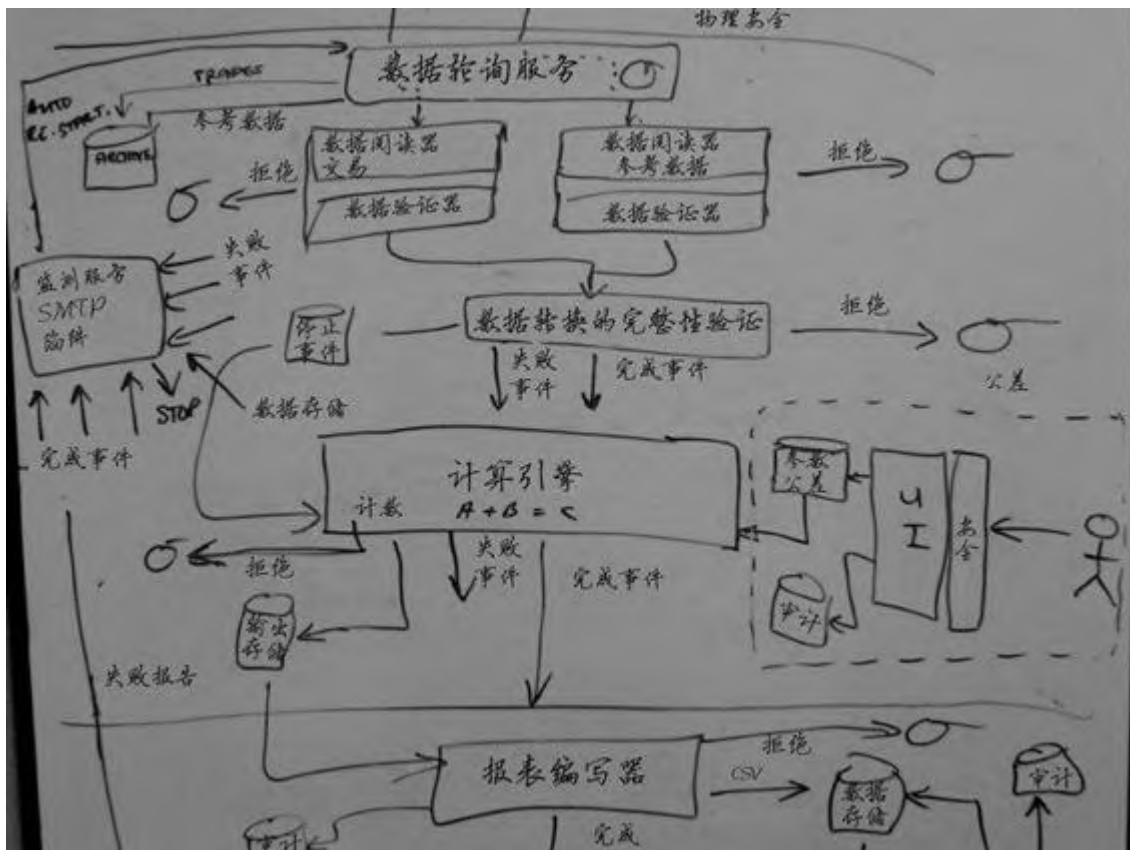 物理安全
数据轮询服务
TRADES
AUTO
RE.START.
参考数据
ARCHIVE
数据阅读器
交易
数据验证器
数据阅读器
参考数据
数据验证器
拒绝
拒绝
失败
事件
监测服务
SMTP
陷阱
停止
事件
数据转换的完整性验证
拒绝
公差
失败
事件
完成事件
STOP
数据存储
完成事件
计算引擎
计数
A + B = C
参数
公差
UI
安全
审计
拒绝
失败
事件
完成事件
输出
存储
失败报告
报表编写器
拒绝
CSV
数据
存储
审计
审计
完成